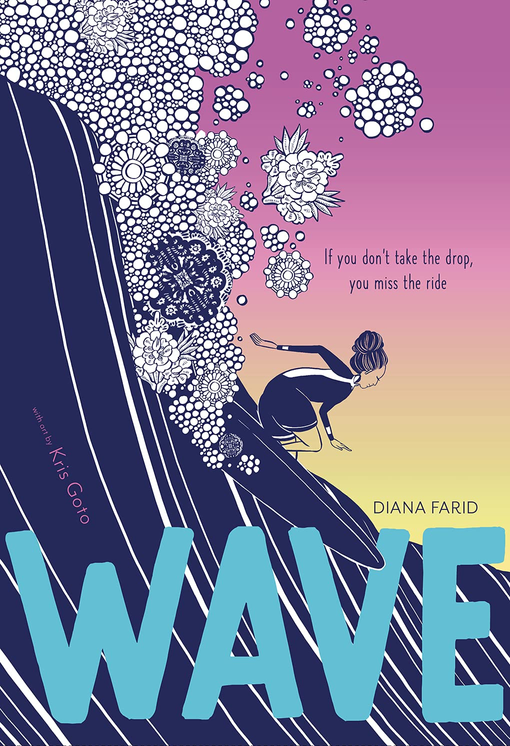 If you don't take the drop,
you miss the ride
with art by Kris Goto
DIANA FARID
WAVE